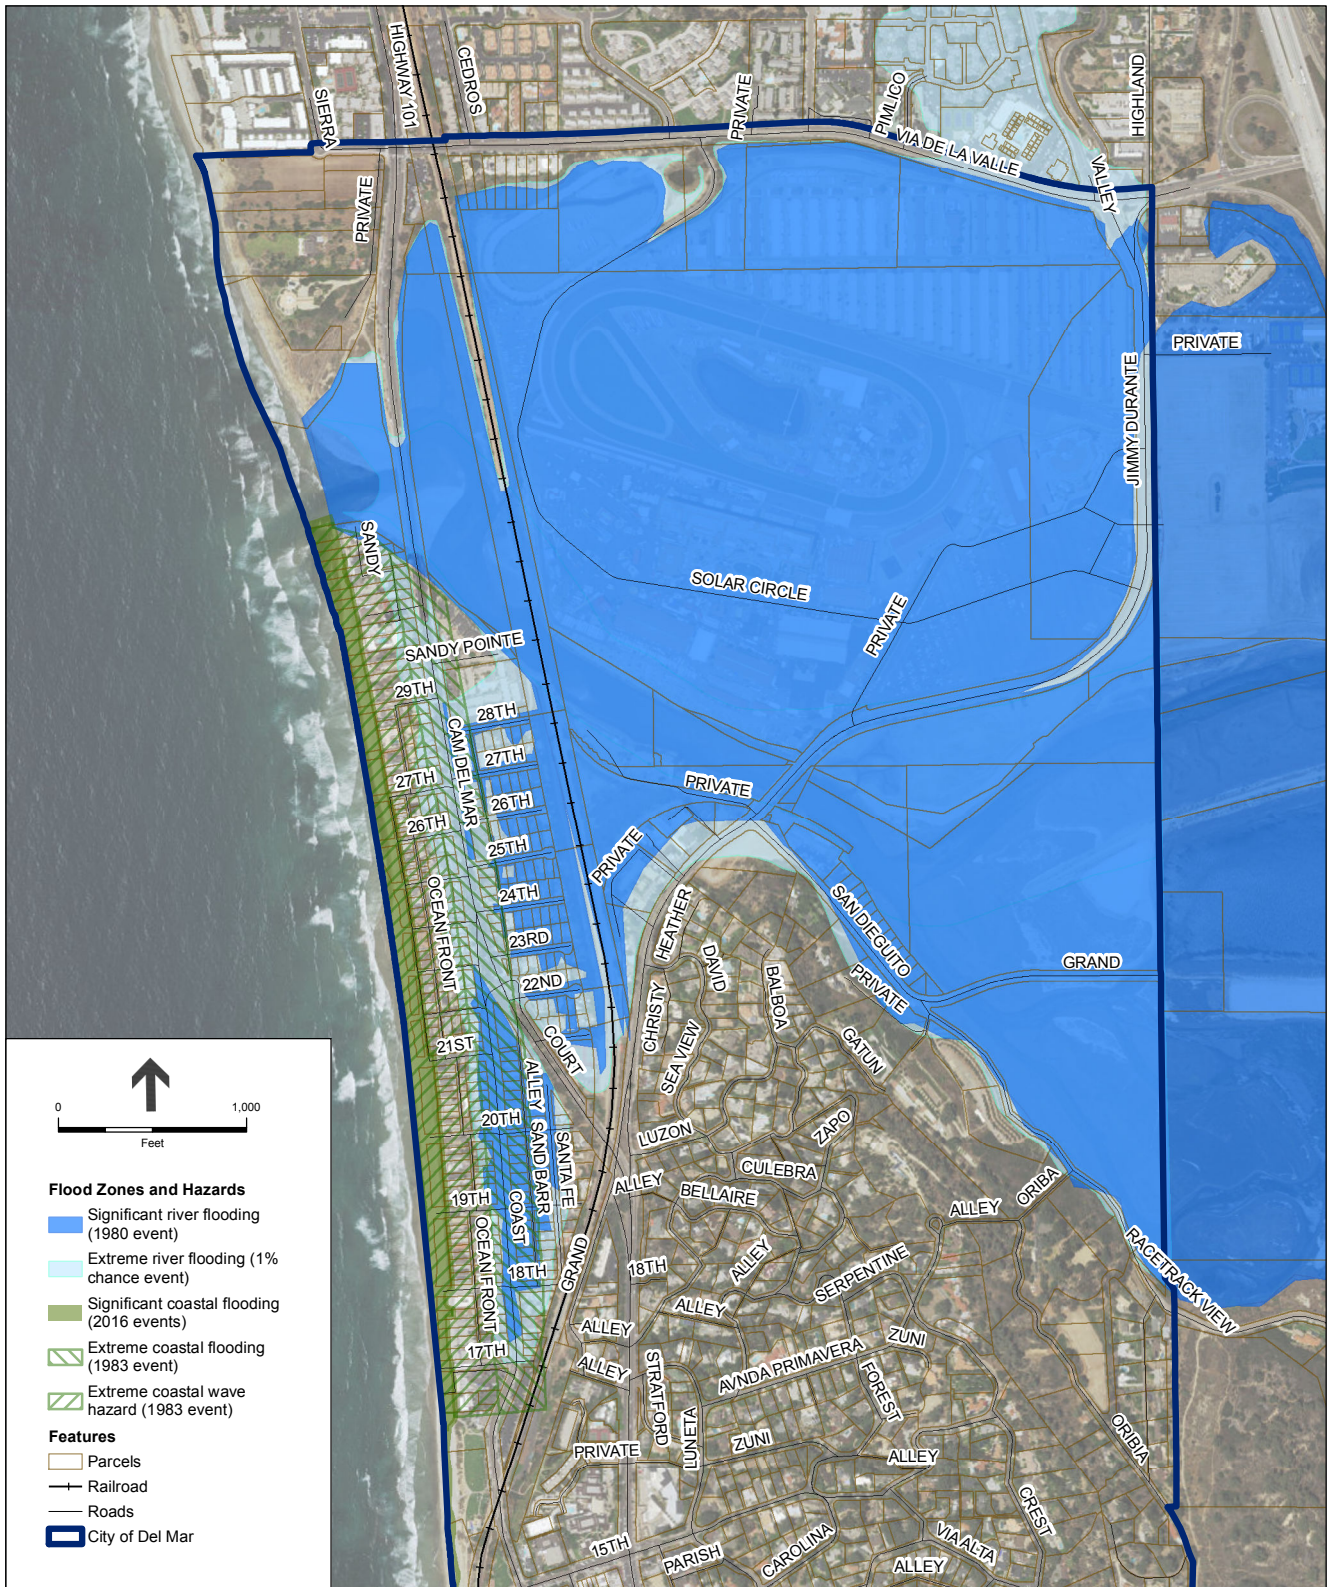 HIGHWAY 101
CEDROS
SIERRA
PRIVATE
PIMLICO
HIGHLAND
VIA DE LA VALLE
VALLEY
PRIVATE
PRIVATE
JIMMY DURANTE
SANDY
SOLAR CIRCLE
PRIVATE
SANDY POINTE
29TH
28TH
CAM DEL MAR
27TH
27TH
PRIVATE
26TH
26TH
25TH
PRIVATE
24TH
OCEAN FRONT
HEATHER
SAN DIEGUITO
23RD
DAVID
GRAND
22ND
BALBOA
PRIVATE
CHRISTY
21ST
COURT
SEA VIEW
GATUN
ALLEY
20TH
LUZON
ZAPO
SAND BARR
SANTA FE
CULEBRA
ALLEY
BELLAIRE
ORIBA
19TH
COAST
ALLEY
OCEAN FRONT
GRAND
18TH
18TH
ALLEY
SERPENTINE
RACETRACK VIEW
ALLEY
ALLEY
ZUNI
17TH
ALLEY
STRATFORD
AVNDA PRIMAVERA
FOREST
LUNETA
ZUNI
ORIBIA
PRIVATE
ALLEY
CREST
15TH
PARISH
CAROLINA
VIA ALTA
ALLEY
0 1,000
Feet
Flood Zones and Hazards
Significant river flooding
(1980 event)
Extreme river flooding (1%
chance event)
Significant coastal flooding
(2016 events)
Extreme coastal flooding
(1983 event)
Extreme coastal wave
hazard (1983 event)
Features
Parcels
Railroad
Roads
City of Del Mar